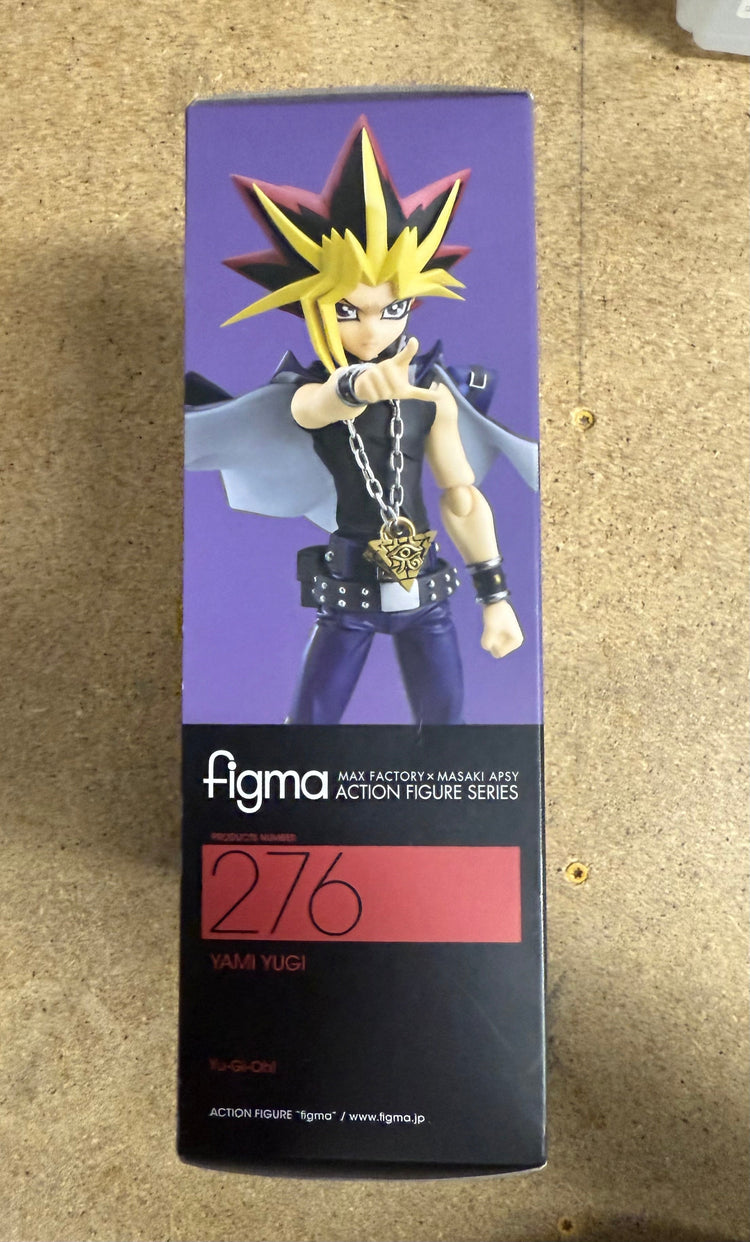 figma
MAX FACTORY × MASAKI APSY
ACTION FIGURE SERIES
PRODUCTS NUMBER
276
YAMI YUGI
Yu-Gi-Oh!
ACTION FIGURE "figma" / www.figma.jp